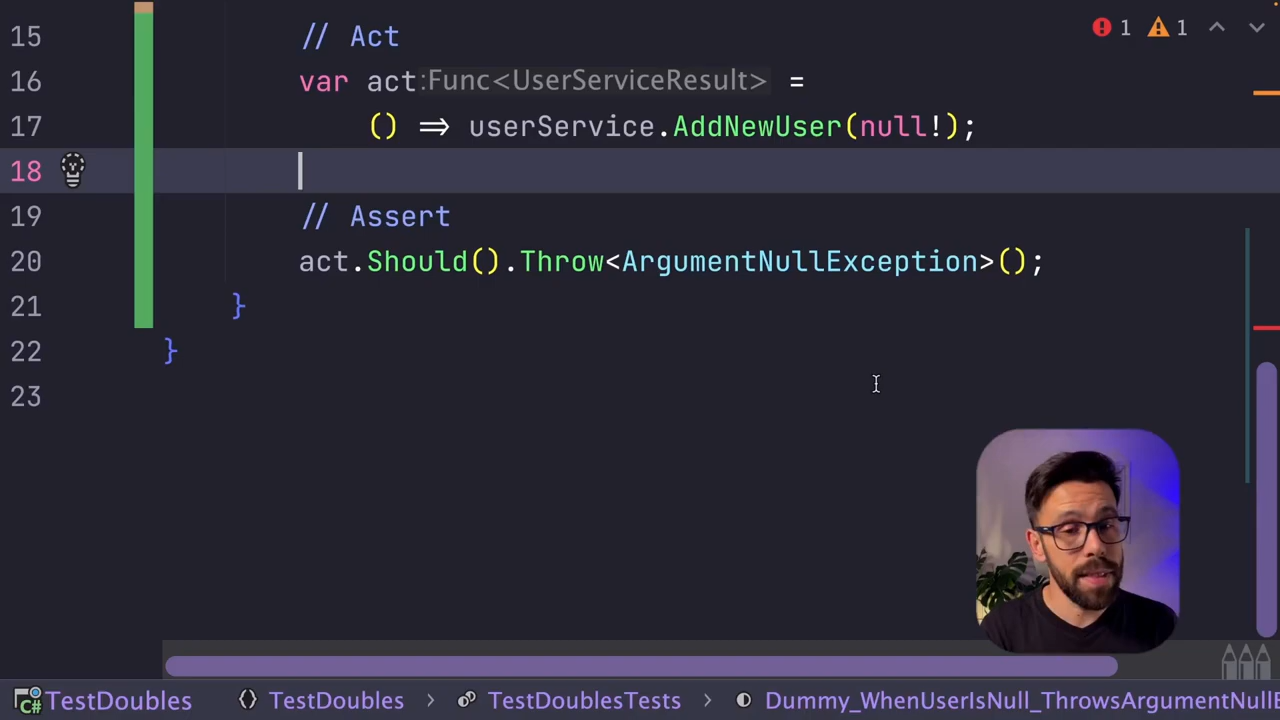 15 // Act
1 1
16 var act:Func<UserServiceResult> =
17 () => userService.AddNewUser(null!);
18
19 // Assert
20 act.Should().Throw<ArgumentNullException>();
21 }
22 }
23
C# TestDoubles {} TestDoubles > TestDoublesTests > Dummy_WhenUserIsNull_ThrowsArgumentNullE